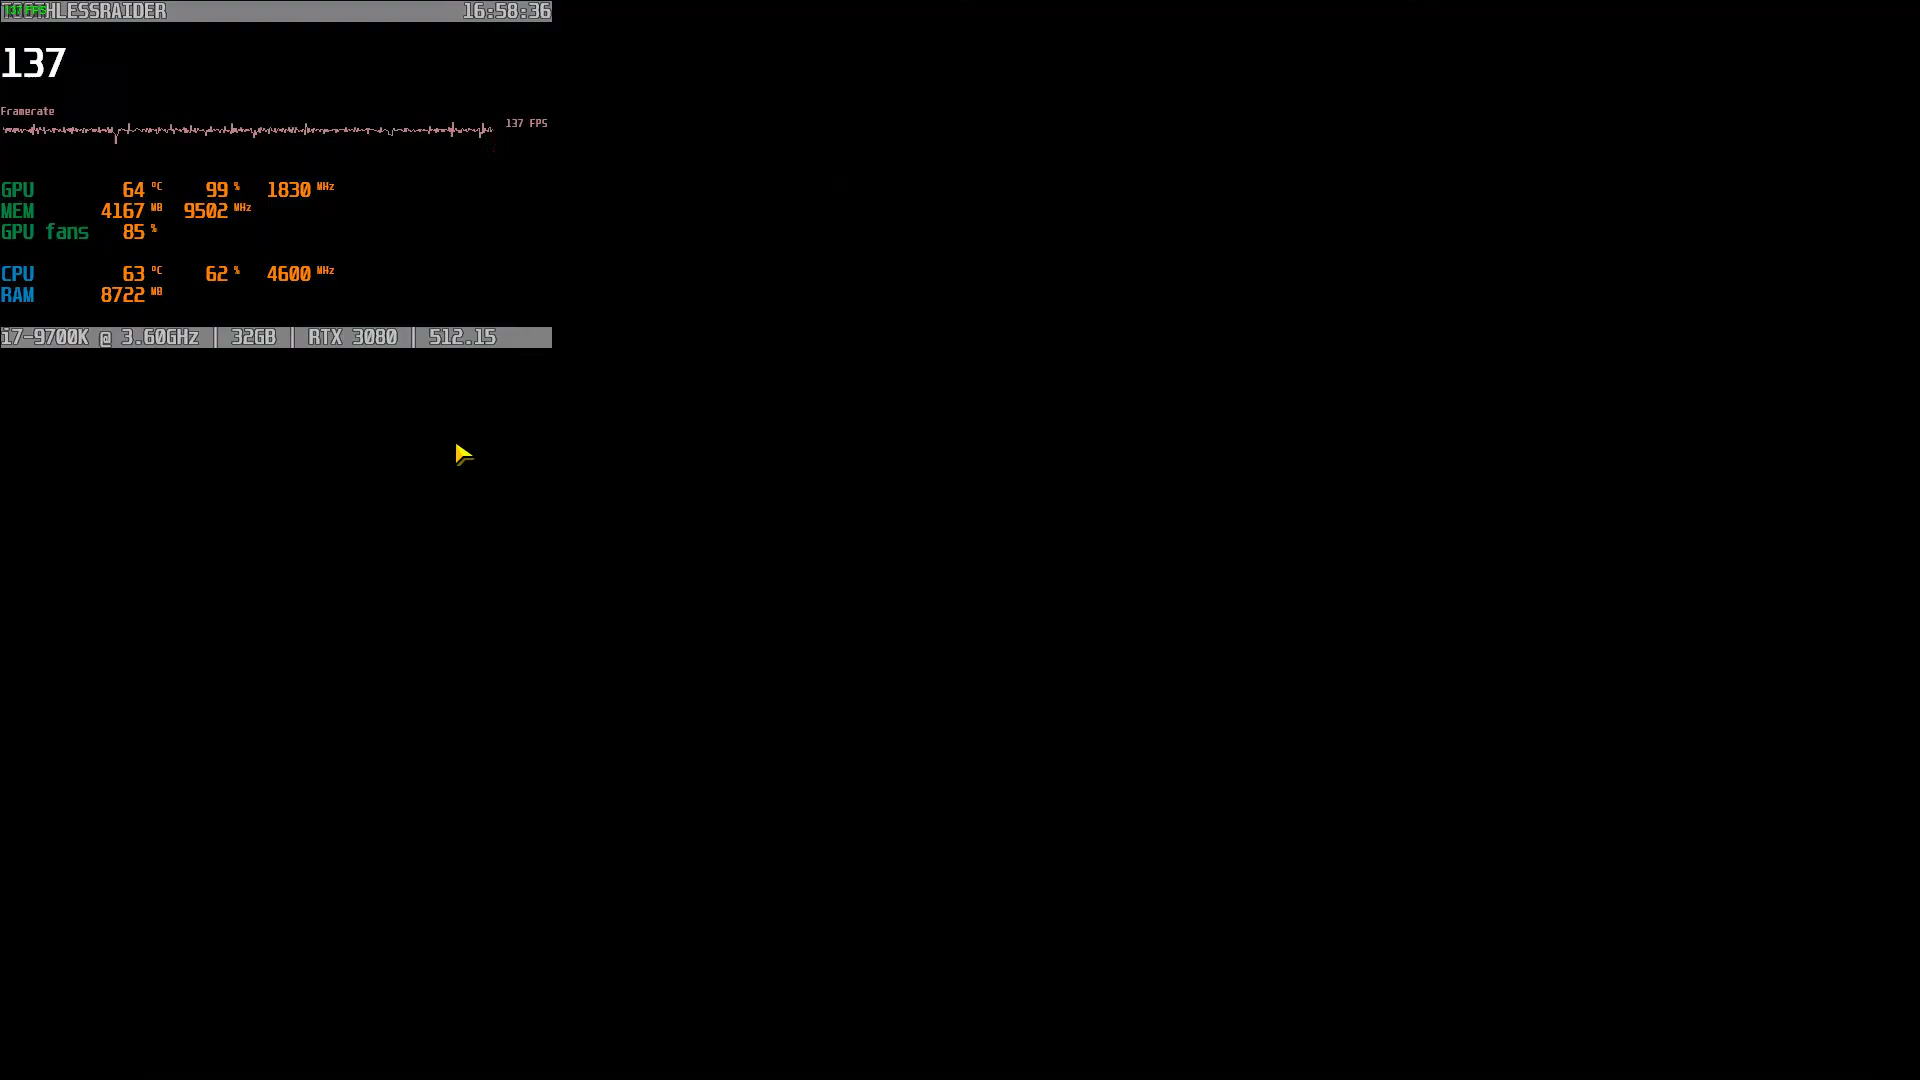 HLESSRAIDER 16:58:36
137
Framerate
137 FPS
GPU 64 °C 99 % 1830 MHz
MEM 4167 MB 9502 MHz
GPU fans 85 %
CPU 63 °C 62 % 4600 MHz
RAM 8722 MB
i7-9700K @ 3.60GHz | 32GB | RTX 3080 | 512.15